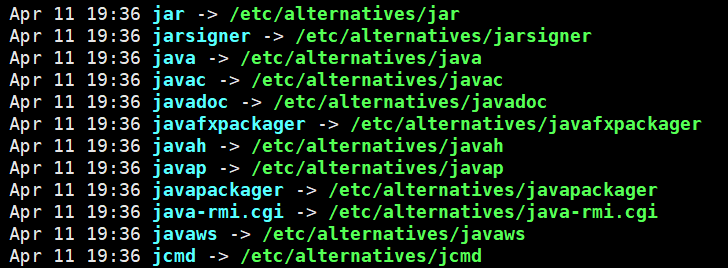 Apr 11 19:36 jar -> /etc/alternatives/jar
Apr 11 19:36 jarsigner -> /etc/alternatives/jarsigner
Apr 11 19:36 java -> /etc/alternatives/java
Apr 11 19:36 javac -> /etc/alternatives/javac
Apr 11 19:36 javadoc -> /etc/alternatives/javadoc
Apr 11 19:36 javafxpackager -> /etc/alternatives/javafxpackager
Apr 11 19:36 javah -> /etc/alternatives/javah
Apr 11 19:36 javap -> /etc/alternatives/javap
Apr 11 19:36 javapackager -> /etc/alternatives/javapackager
Apr 11 19:36 java-rmi.cgi -> /etc/alternatives/java-rmi.cgi
Apr 11 19:36 javaws -> /etc/alternatives/javaws
Apr 11 19:36 jcmd -> /etc/alternatives/jcmd